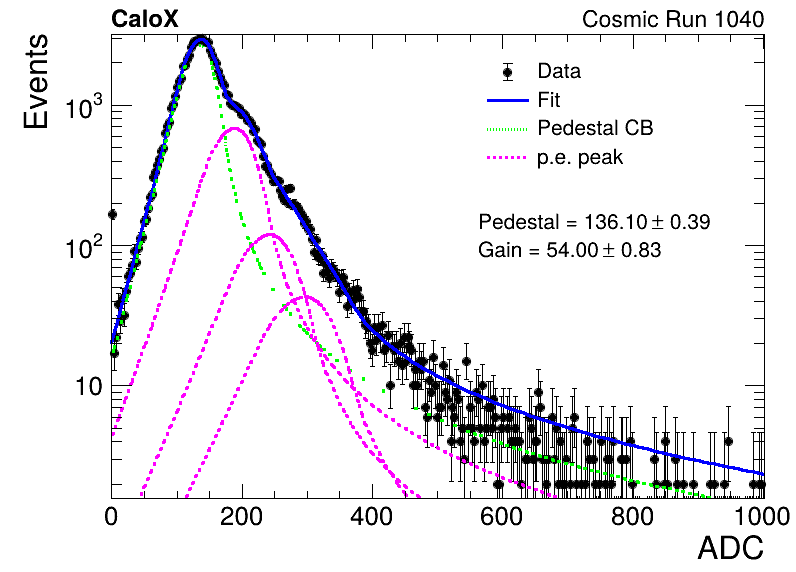 CaloX Cosmic Run 1040
Events
Data
Fit
Pedestal CB
p.e. peak
Pedestal = 136.10 ± 0.39
Gain = 54.00 ± 0.83
10³
10²
10
0 200 400 600 800 1000
ADC